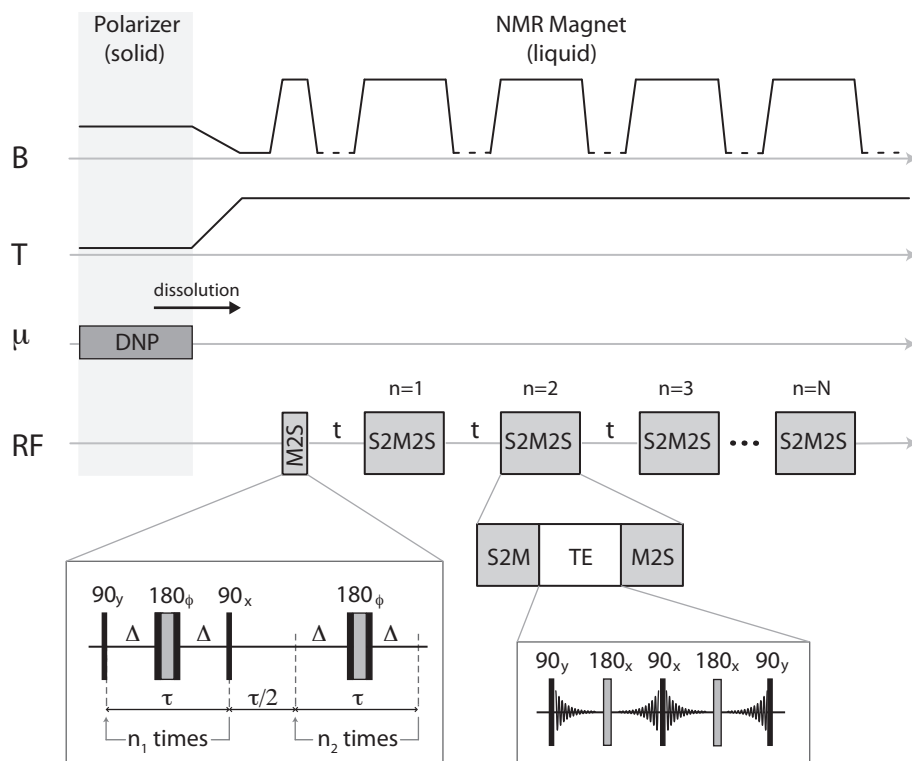 Polarizer
(solid)
NMR Magnet
(liquid)
B
T
dissolution
μ
DNP
n=1
n=2
n=3
n=N
RF
M2S
t
S2M2S
t
S2M2S
t
S2M2S
•••
S2M2S
S2M
TE
M2S
90y
180ϕ
90x
180ϕ
Δ
Δ
Δ
Δ
τ
τ/2
τ
n1 times
n2 times
90y
180x
90x
180x
90y